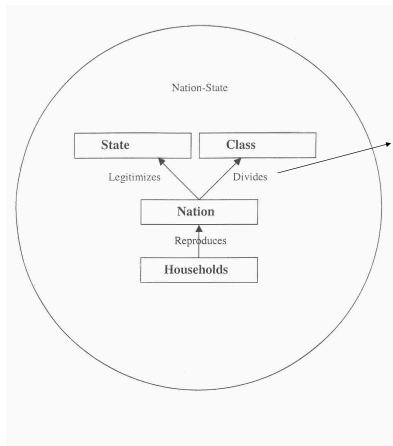 Nation-State
State
Class
Legitimizes
Divides
Nation
Reproduces
Households